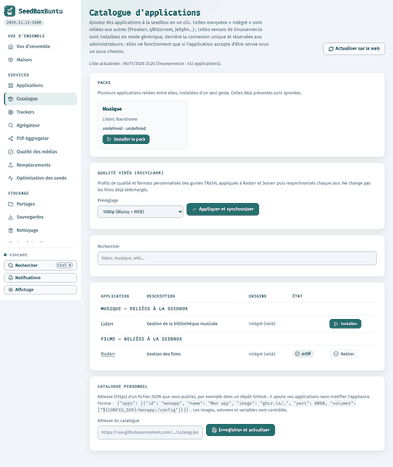 SeedBoxBuntu
VUE D'ENSEMBLE
Vue d'ensemble
Maison
SERVICES
Applications
Catalogue
Trackers
Agrégateur
P2P Aggregator
Qualité des médias
Remplacements
Optimisation des seeds
STOCKAGE
Partages
Sauvegardes
Nettoyage
vincent
Rechercher
Ctrl K
Notifications
Affichage
Catalogue d'applications
Ajoutez des applications à la seedbox en un clic. Celles marquées « intégré » sont
reliées aux autres (Prowlarr, qBittorrent, Jellyfin…) ; celles venues de linuxserver.io
sont installées en mode générique, derrière la connexion unique et réservées aux
administrateurs : elles ne fonctionnent que si l'application accepte d'être servie sous
un sous-chemin.
Actualiser sur le web
PACKS
Plusieurs applications reliées entre elles, installées d'un seul geste. Celles déjà présentes sont ignorées.
Musique
Lidarr, Navidrome
undefined · undefined
Installer le pack
QUALITÉ VIDÉO (RECYCLARR)
Profils de qualité et formats personnalisés des guides TRaSH, appliqués à Radarr et Sonarr puis resynchronisés chaque jour. Ne change pas
les films déjà téléchargés.
Préréglage
1080p (Bluray + WEB)
Appliquer et synchroniser
Rechercher
lidarr, musique, wiki…
APPLICATION DESCRIPTION ORIGINE ÉTAT
MUSIQUE — RELIÉES À LA SEEDBOX
Lidarr Gestion de la bibliothèque musicale intégré (relié) Installer
FILMS — RELIÉES À LA SEEDBOX
Radarr Gestion des films intégré (relié) actif Retirer
CATALOGUE PERSONNEL
Adresse (https) d'un fichier JSON que vous publiez, par exemple dans un dépôt GitHub : il ajoute vos applications sans modifier l'appliance.
Adresse du catalogue
Enregistrer et actualiser